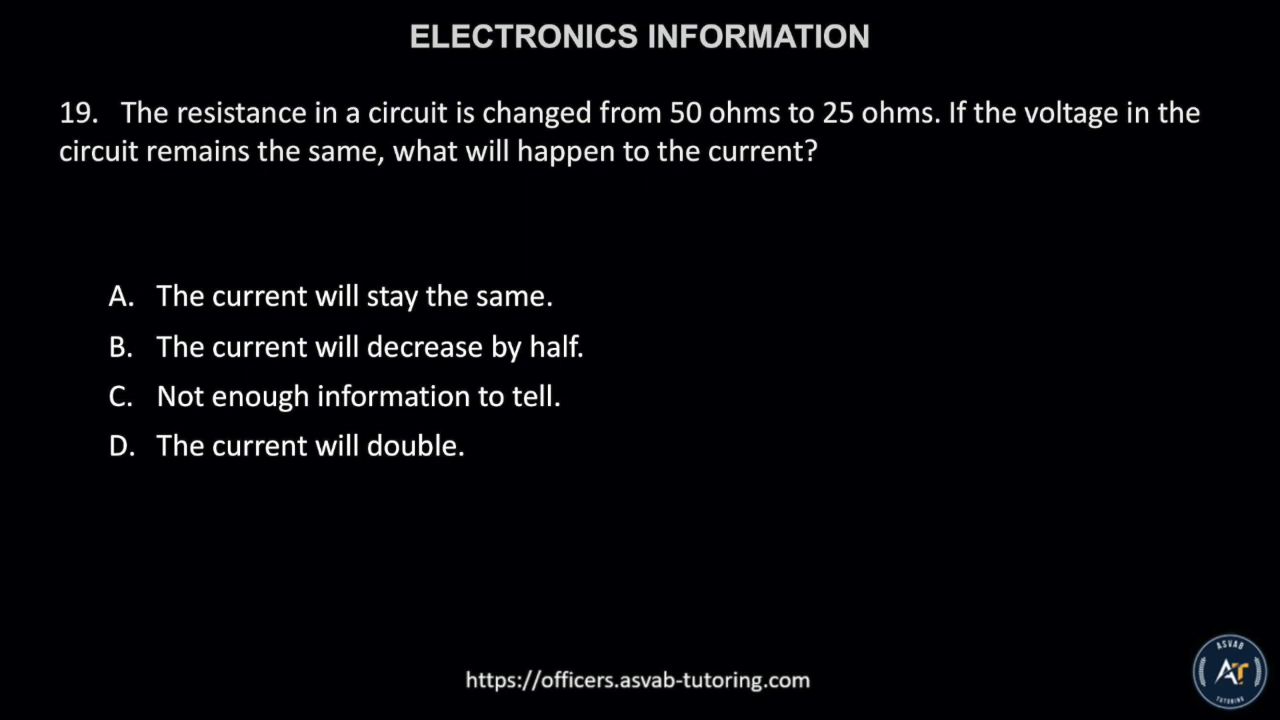 ELECTRONICS INFORMATION
19. The resistance in a circuit is changed from 50 ohms to 25 ohms. If the voltage in the
circuit remains the same, what will happen to the current?
A. The current will stay the same.
B. The current will decrease by half.
C. Not enough information to tell.
D. The current will double.
https://officers.asvab-tutoring.com
ASVAB
AT
TUTORING